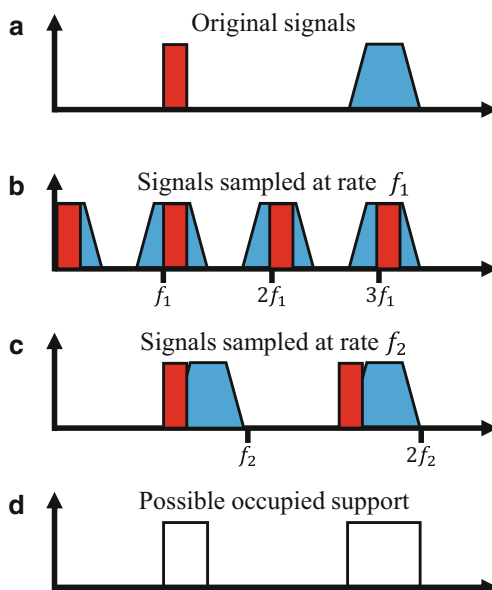 a
Original signals
b
Signals sampled at rate f₁
f₁ 2f₁ 3f₁
c
Signals sampled at rate f₂
f₂ 2f₂
d
Possible occupied support